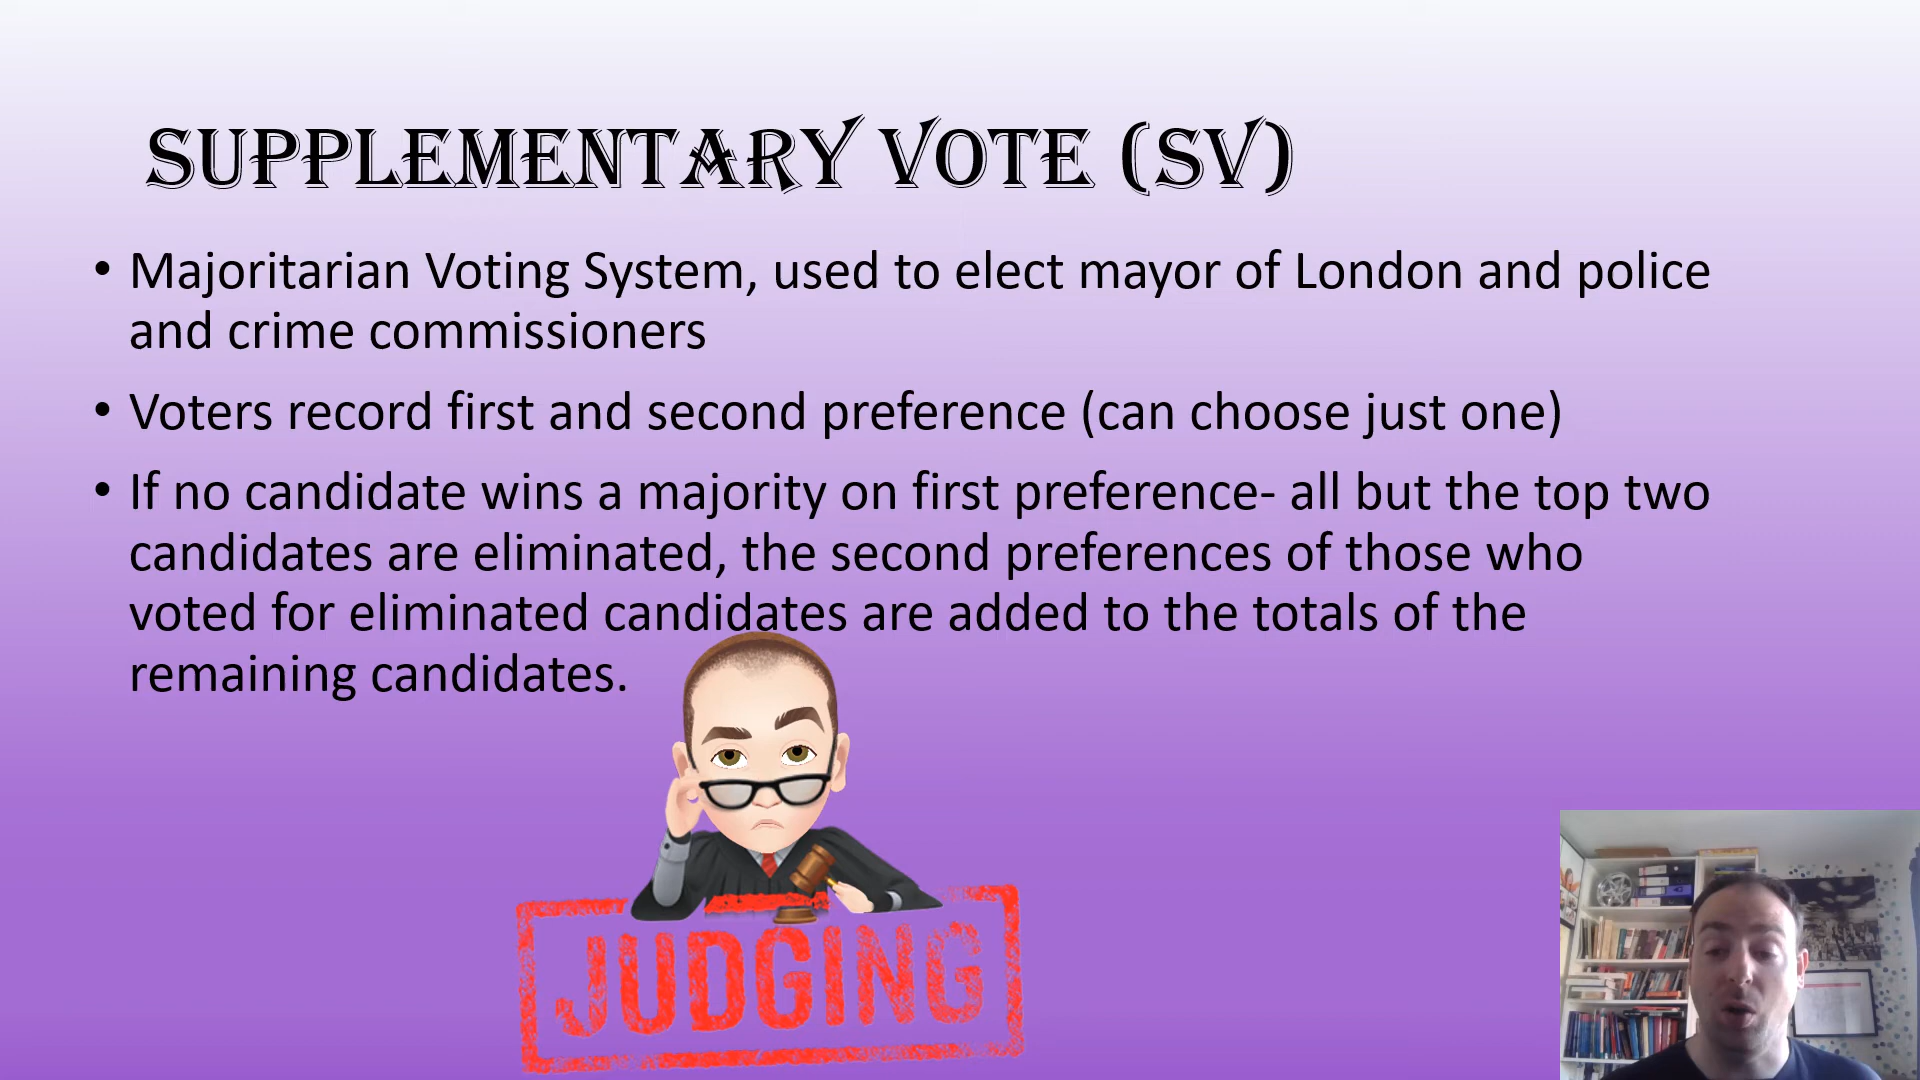 SUPPLEMENTARY VOTE (SV)
• Majoritarian Voting System, used to elect mayor of London and police
and crime commissioners
• Voters record first and second preference (can choose just one)
• If no candidate wins a majority on first preference- all but the top two
candidates are eliminated, the second preferences of those who
voted for eliminated candidates are added to the totals of the
remaining candidates.
JUDGING